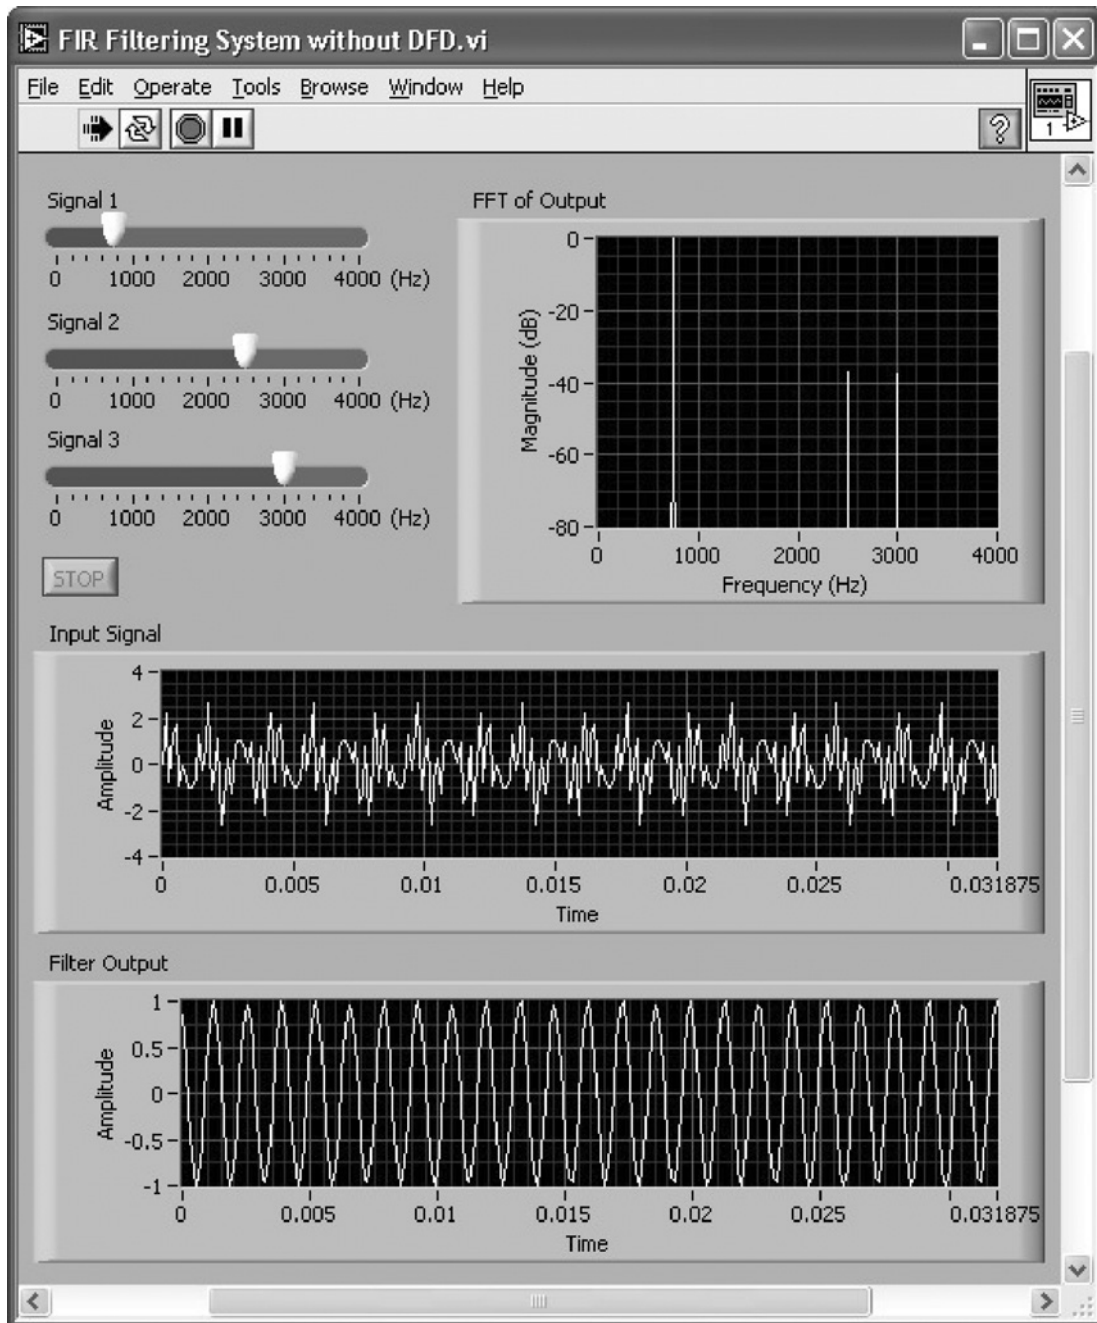 FIR Filtering System without DFD.vi
File Edit Operate Tools Browse Window Help
1
Signal 1
0 1000 2000 3000 4000 (Hz)
Signal 2
0 1000 2000 3000 4000 (Hz)
Signal 3
0 1000 2000 3000 4000 (Hz)
STOP
FFT of Output
Magnitude (dB)
0
-20
-40
-60
-80
0 1000 2000 3000 4000
Frequency (Hz)
Input Signal
Amplitude
4
2
0
-2
-4
0 0.005 0.01 0.015 0.02 0.025 0.031875
Time
Filter Output
Amplitude
1
0.5
0
-0.5
-1
0 0.005 0.01 0.015 0.02 0.025 0.031875
Time